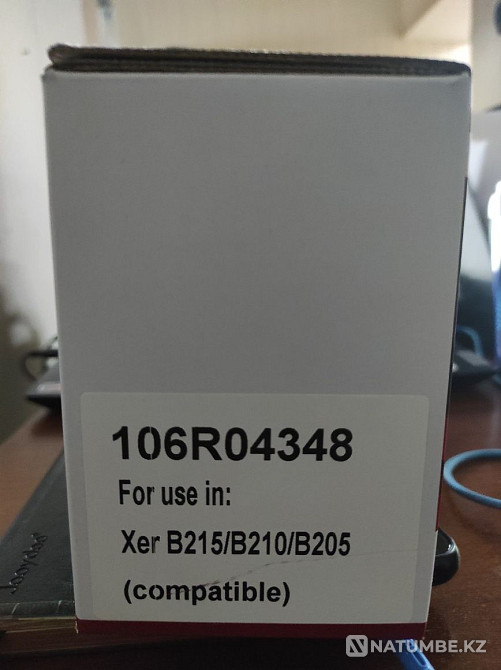 106R04348
For use in:
Xer B215/B210/B205
(compatible)
NATUMBE.KZ